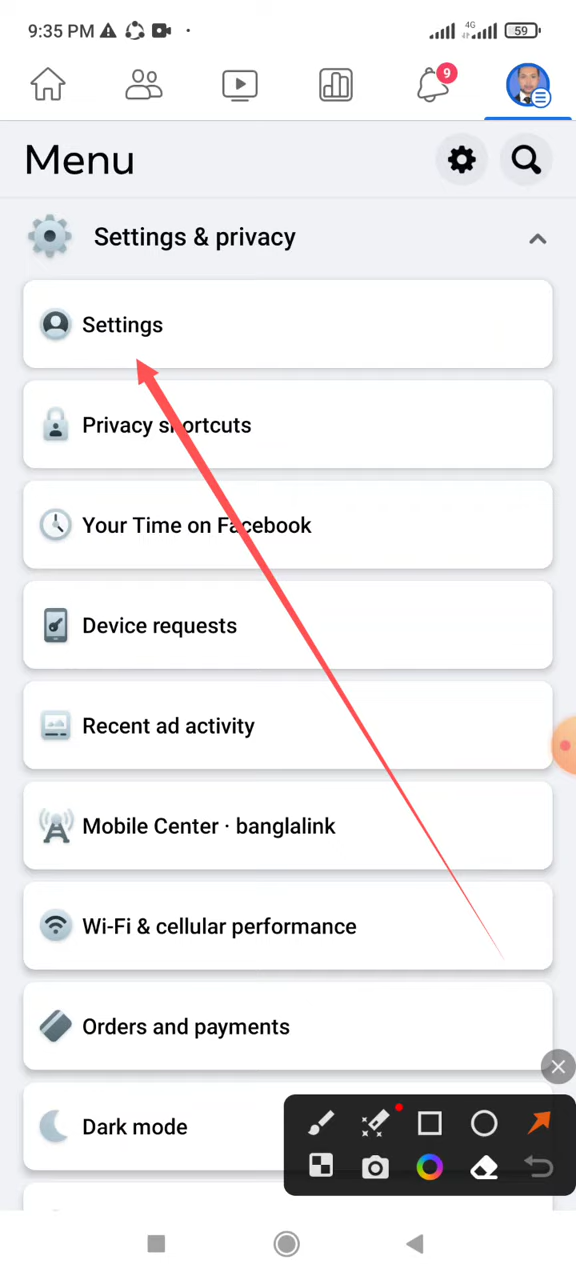 9:35 PM
4G
59
9
Menu
Settings & privacy
Settings
Privacy shortcuts
Your Time on Facebook
Device requests
Recent ad activity
Mobile Center · banglalink
Wi-Fi & cellular performance
Orders and payments
Dark mode